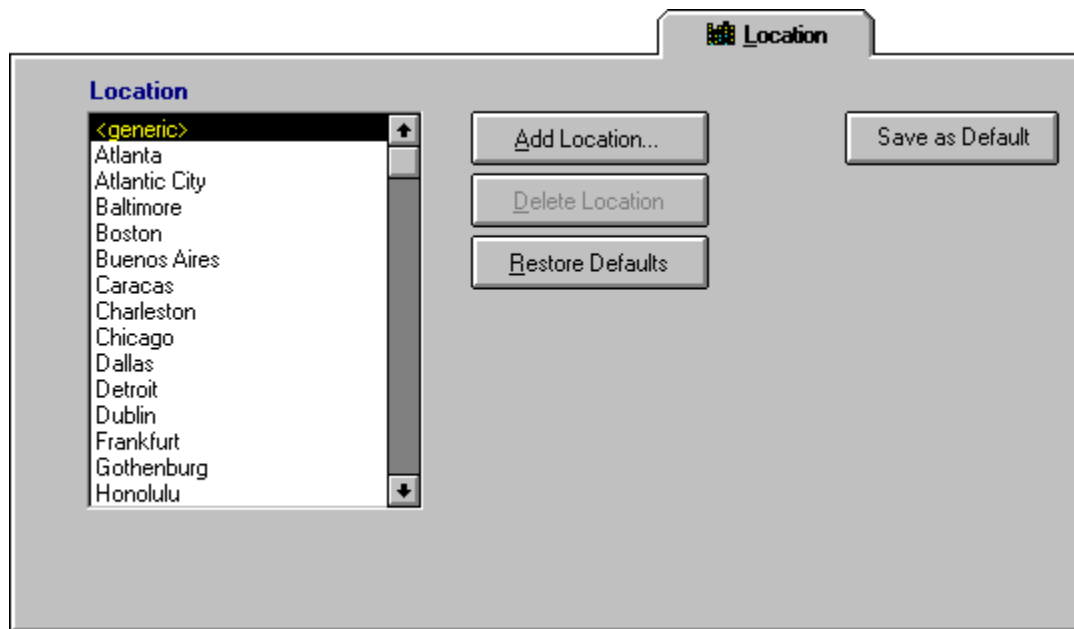 Location
Location
<generic>
Atlanta
Atlantic City
Baltimore
Boston
Buenos Aires
Caracas
Charleston
Chicago
Dallas
Detroit
Dublin
Frankfurt
Gothenburg
Honolulu
Add Location...
Delete Location
Restore Defaults
Save as Default